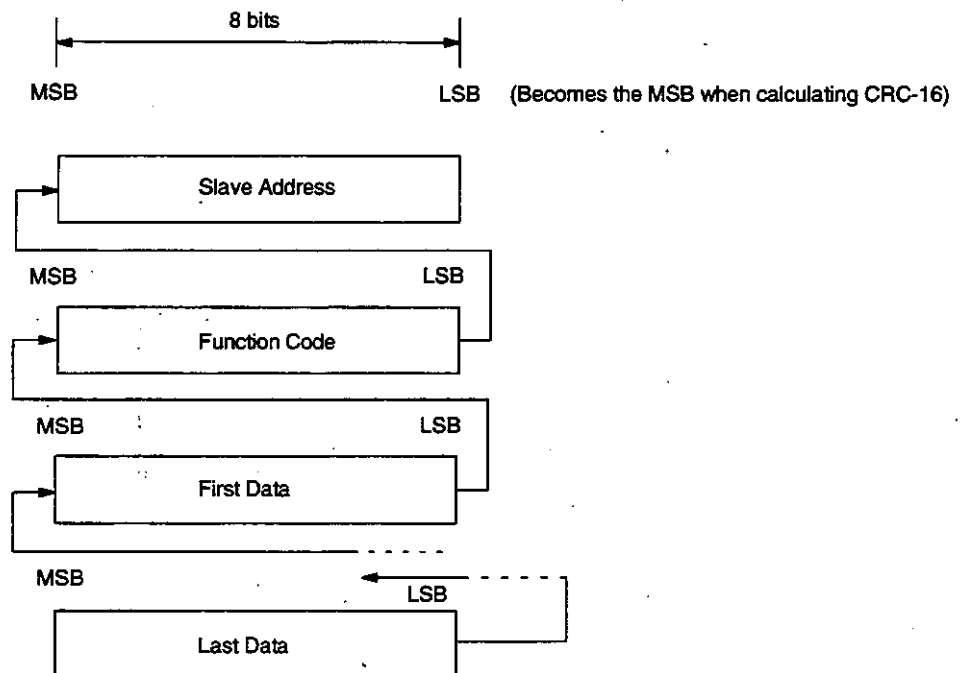 8 bits
MSB LSB (Becomes the MSB when calculating CRC-16)
Slave Address
MSB LSB
Function Code
MSB LSB
First Data
MSB LSB
Last Data